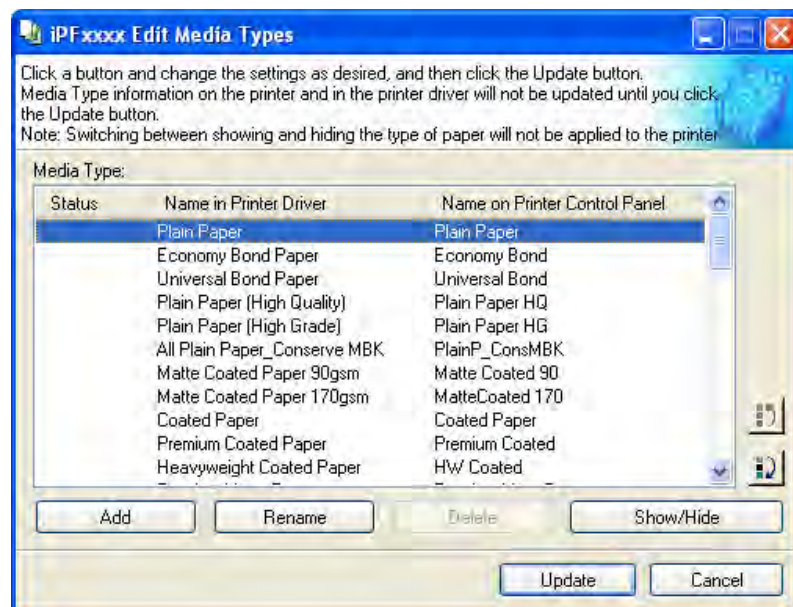 iPFxxxx Edit Media Types
Click a button and change the settings as desired, and then click the Update button.
Media Type information on the printer and in the printer driver will not be updated until you click
the Update button.
Note: Switching between showing and hiding the type of paper will not be applied to the printer
Media Type:
Status Name in Printer Driver Name on Printer Control Panel
Plain Paper Plain Paper
Economy Bond Paper Economy Bond
Universal Bond Paper Universal Bond
Plain Paper (High Quality) Plain Paper HQ
Plain Paper (High Grade) Plain Paper HG
All Plain Paper_Conserve MBK PlainP_ConsMBK
Matte Coated Paper 90gsm Matte Coated 90
Matte Coated Paper 170gsm MatteCoated 170
Coated Paper Coated Paper
Premium Coated Paper Premium Coated
Heavyweight Coated Paper HW Coated
Add Rename Delete Show/Hide
Update Cancel